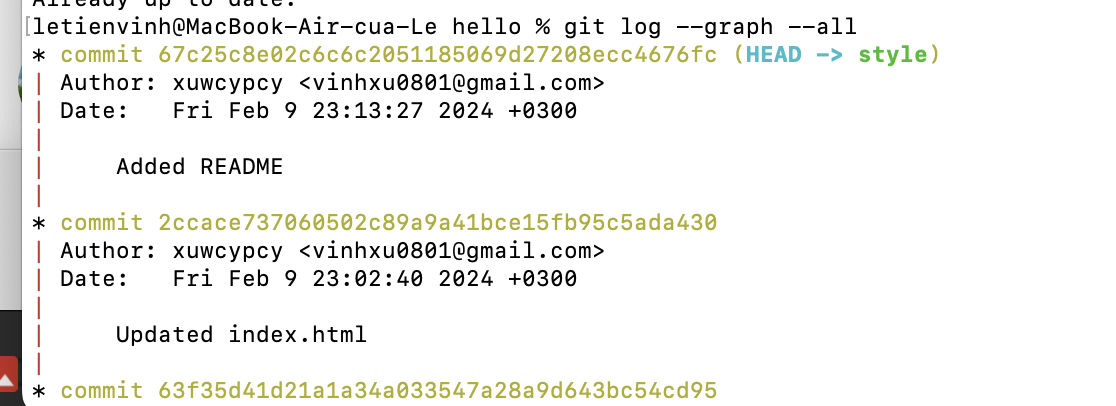 Already up to date.
[letienvinh@MacBook-Air-cua-Le hello % git log --graph --all
* commit 67c25c8e02c6c6c2051185069d27208ecc4676fc (HEAD -> style)
| Author: xuwcypcy <vinhxu0801@gmail.com>
| Date:   Fri Feb 9 23:13:27 2024 +0300
|
|     Added README
|
* commit 2ccace737060502c89a9a41bce15fb95c5ada430
| Author: xuwcypcy <vinhxu0801@gmail.com>
| Date:   Fri Feb 9 23:02:40 2024 +0300
|
|     Updated index.html
|
* commit 63f35d41d21a1a34a033547a28a9d643bc54cd95